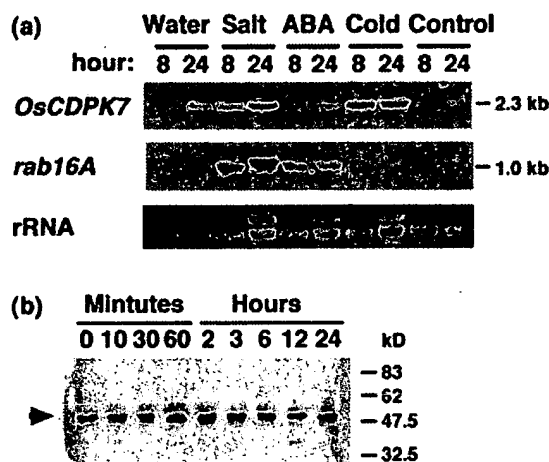 (a) Water Salt ABA Cold Control
hour: 8 24 8 24 8 24 8 24 8 24
OsCDPK7 – 2.3 kb
rab16A – 1.0 kb
rRNA
(b) Mintutes Hours
0 10 30 60 2 3 6 12 24 kD
– 83
– 62
– 47.5
– 32.5